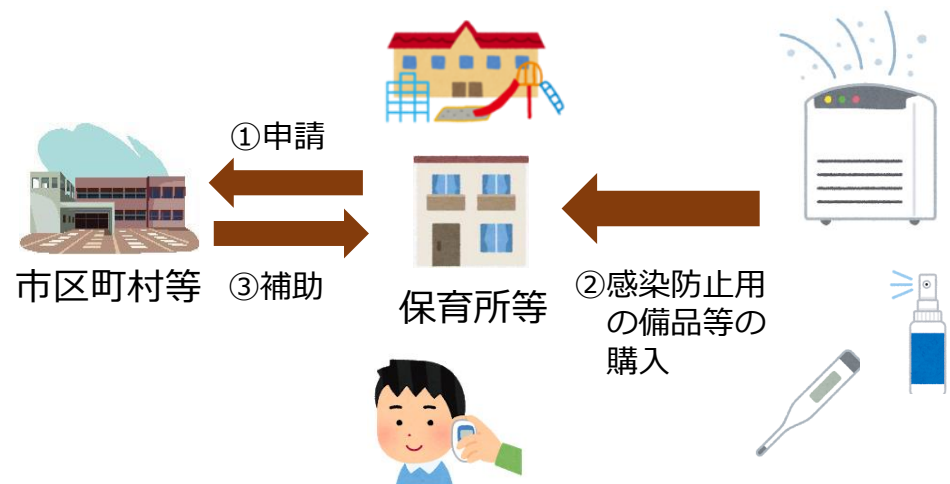 ①申請
市区町村等
③補助
保育所等
②感染防止用
の備品等の
購入